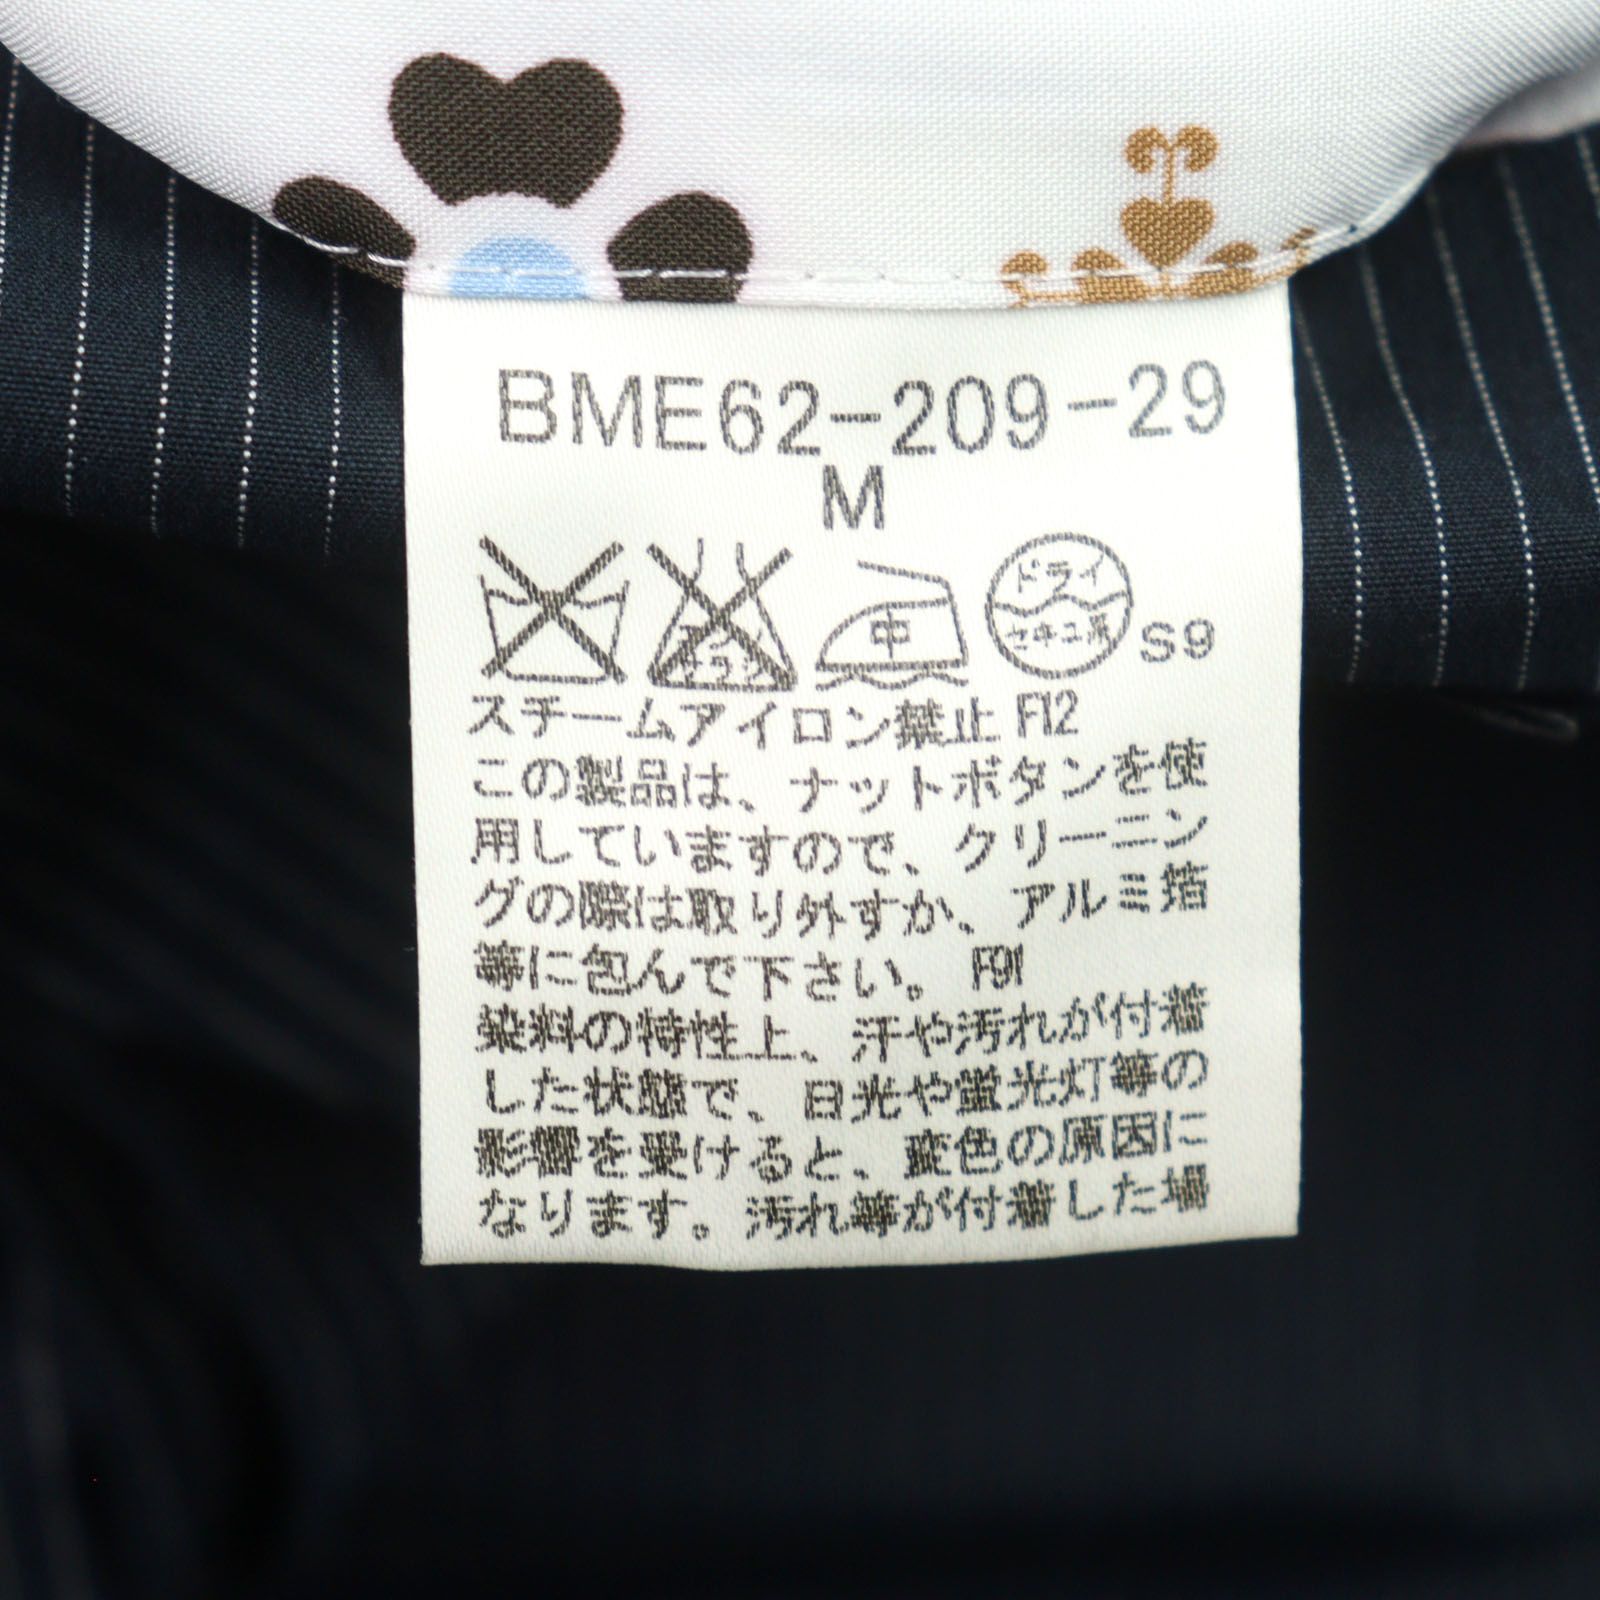 BME62-209-29
M
中
ドライ
セキユ系
S9
スチームアイロン禁止 F12
この製品は、ナットボタンを使
用していますので、クリーニン
グの際は取り外すか、アルミ箔
等に包んで下さい。 F91
染料の特性上、汗や汚れが付着
した状態で、日光や蛍光灯等の
影響を受けると、変色の原因に
なります。汚れ等が付着した場